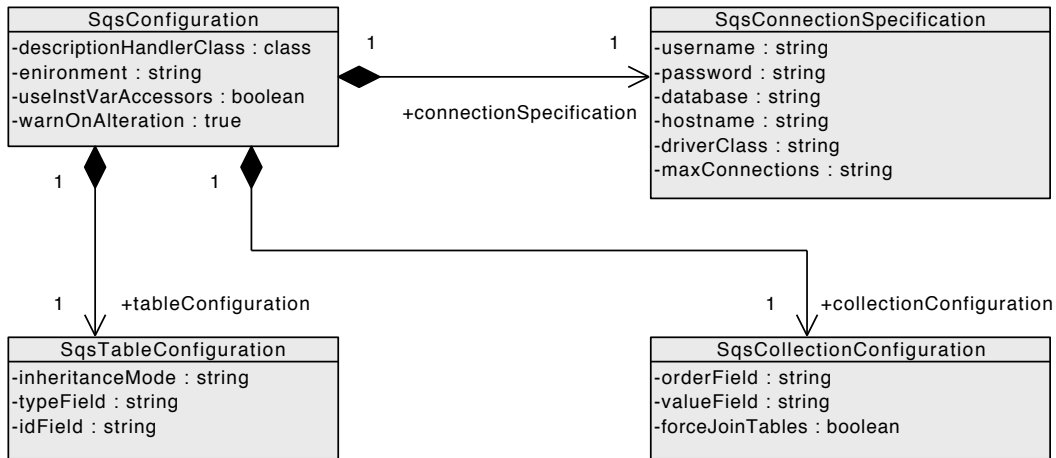 SqsConfiguration
-descriptionHandlerClass : class
-enironment : string
-useInstVarAccessors : boolean
-warnOnAlteration : true
1
1
+connectionSpecification
SqsConnectionSpecification
-username : string
-password : string
-database : string
-hostname : string
-driverClass : string
-maxConnections : string
1
1
1
+tableConfiguration
1
+collectionConfiguration
SqsTableConfiguration
-inheritanceMode : string
-typeField : string
-idField : string
SqsCollectionConfiguration
-orderField : string
-valueField : string
-forceJoinTables : boolean